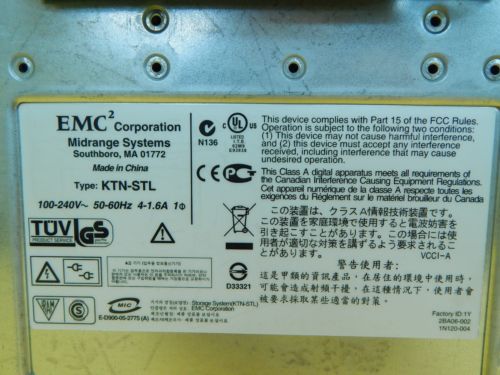 EMC² Corporation
Midrange Systems
Southboro, MA 01772
Made in China
Type: KTN-STL
100-240V~ 50-60Hz 4-1.6A 1Φ
N136
c UL US
LISTED
This device complies with Part 15 of the FCC Rules.
Operation is subject to the following two conditions:
(1) This device may not cause harmful interference,
and (2) this device must accept any interference
received, including interference that may cause
undesired operation.
This Class A digital apparatus meets all requirements of
the Canadian Interference Causing Equipment Regulations.
Cet appareil numérique de la classe A respecte toutes les
exigences du Règlement sur le matériel brouilleur du Canada
この装置は、クラスA情報技術装置です。
この装置を家庭環境で使用すると電波妨害を
引き起こすことがあります。この場合には使用
者が適切な対策を講ずるよう要求されるこ
とがあります。 VCCI-A
警告使用者:
這是甲類的資訊產品，在居住的環境中使用時，
可能會造成射頻干擾，在這種情況下，使用者會
被要求採取某些適當的對策。
TÜV
GS
CE
D33321
MIC
E-D900-05-2775 (A)
Storage System(KTN-STL)
Factory ID:1Y
2BA06-002
1N120-004